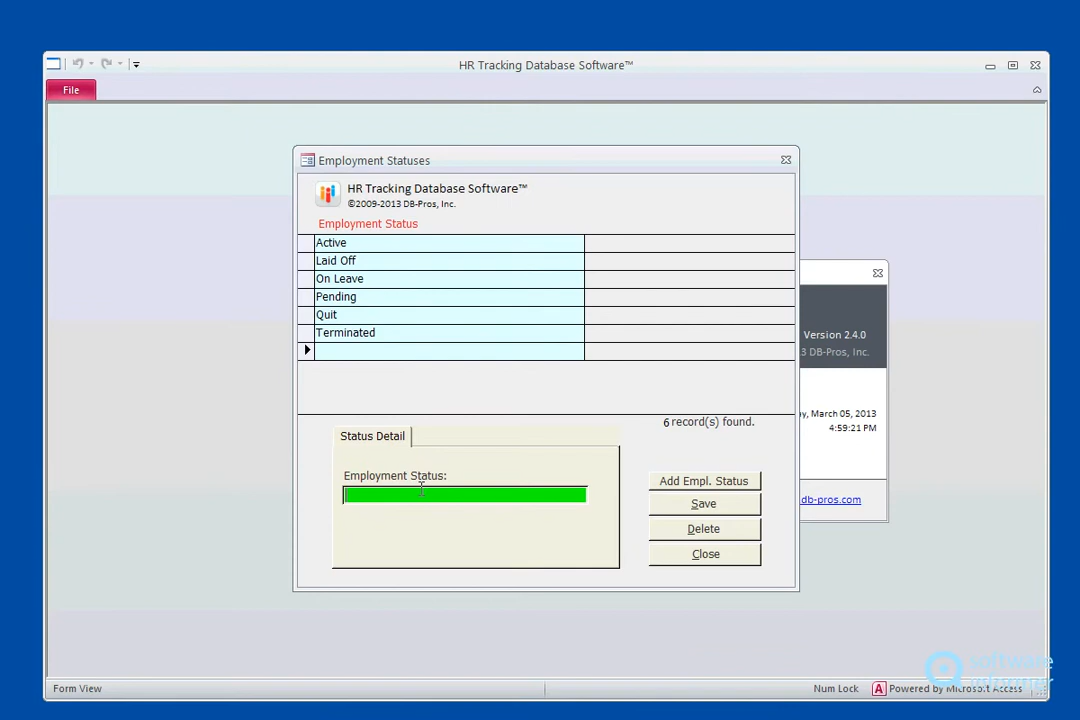 HR Tracking Database Software™
File
Employment Statuses
HR Tracking Database Software™
©2009-2013 DB-Pros, Inc.
Employment Status
Active
Laid Off
On Leave
Pending
Quit
Terminated
Version 2.4.0
3 DB-Pros, Inc.
y, March 05, 2013
4:59:21 PM
db-pros.com
6 record(s) found.
Status Detail
Employment Status:
Add Empl. Status
Save
Delete
Close
software
informer
Form View
Num Lock
A Powered by Microsoft Access